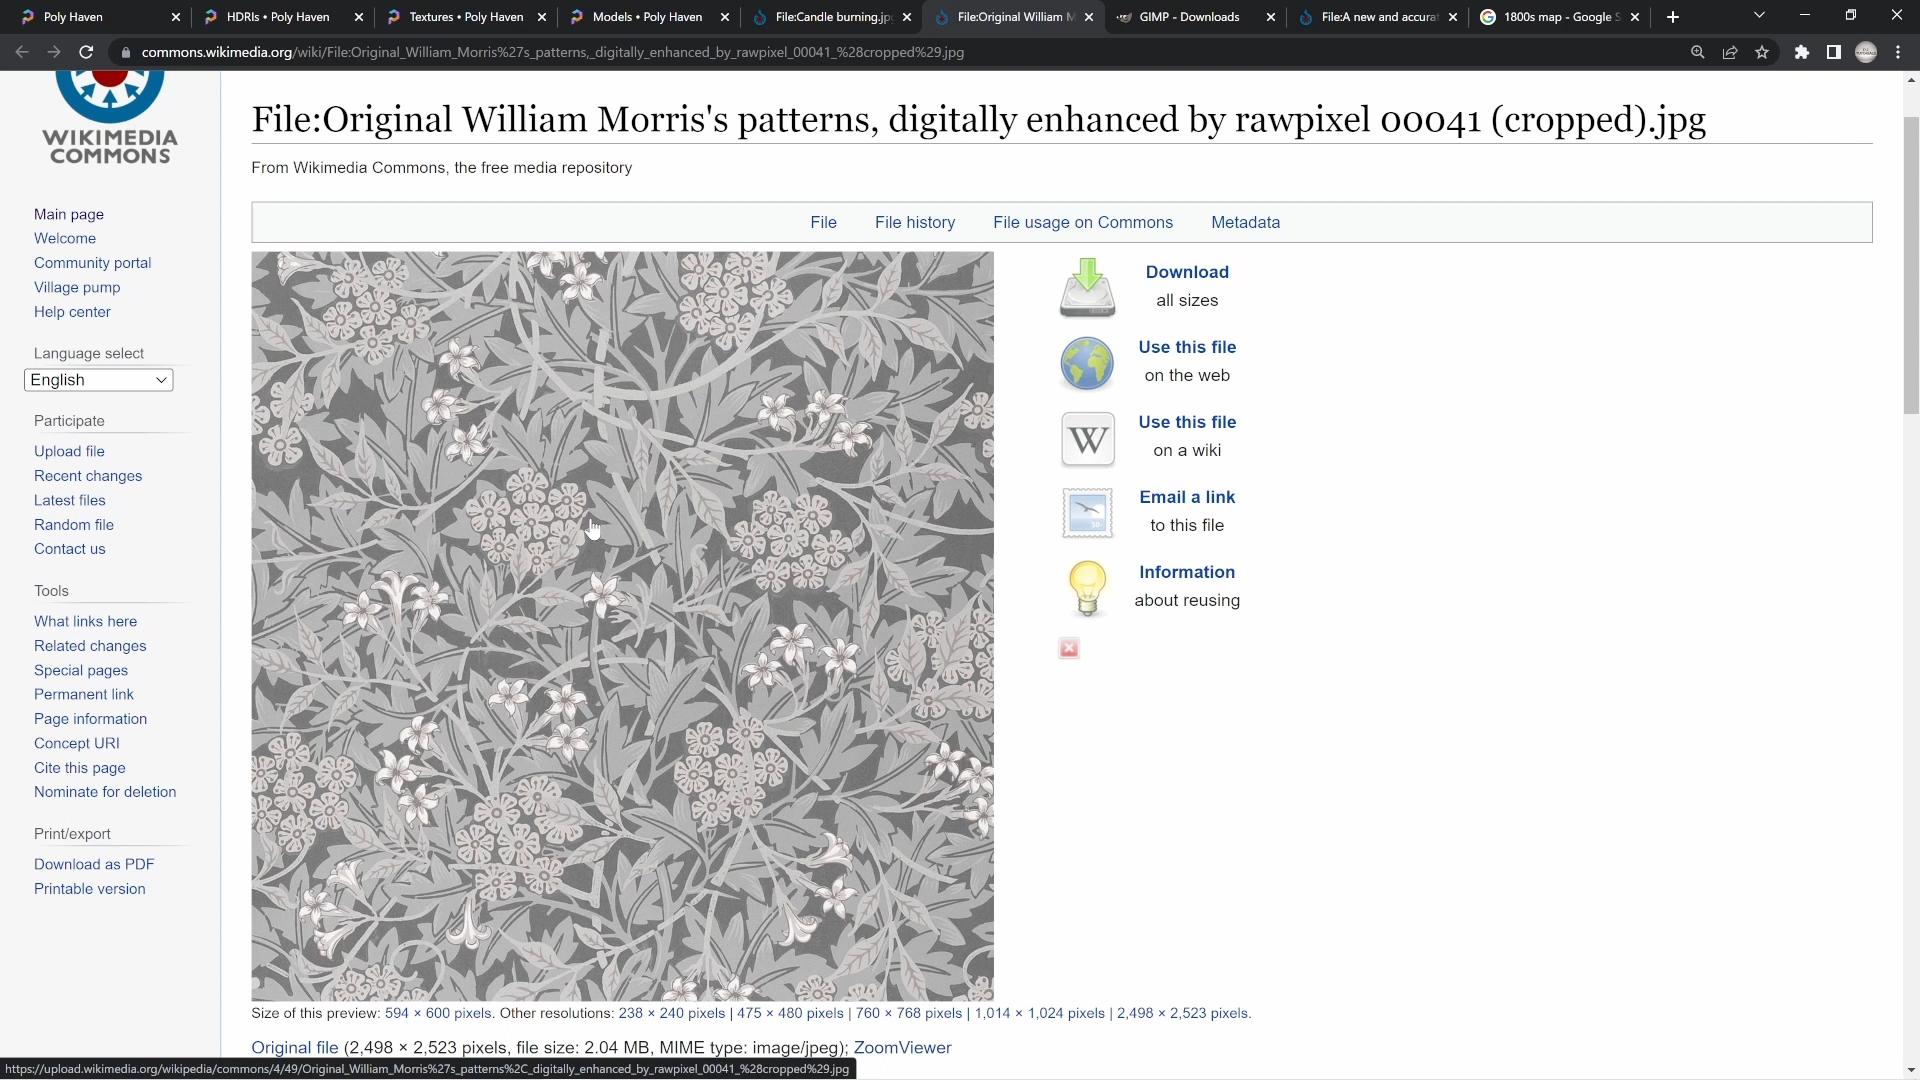 Poly Haven
HDRIs • Poly Haven
Textures • Poly Haven
Models • Poly Haven
File:Candle burning.jp
File:Original William M
GIMP - Downloads
File:A new and accurat
1800s map - Google S
commons.wikimedia.org/wiki/File:Original_William_Morris%27s_patterns,_digitally_enhanced_by_rawpixel_00041_%28cropped%29.jpg
WIKIMEDIA
COMMONS
Main page
Welcome
Community portal
Village pump
Help center
Language select
English
Participate
Upload file
Recent changes
Latest files
Random file
Contact us
Tools
What links here
Related changes
Special pages
Permanent link
Page information
Concept URI
Cite this page
Nominate for deletion
Print/export
Download as PDF
Printable version
File:Original William Morris's patterns, digitally enhanced by rawpixel 00041 (cropped).jpg
From Wikimedia Commons, the free media repository
File File history File usage on Commons Metadata
Download
all sizes
Use this file
on the web
W
Use this file
on a wiki
Email a link
to this file
Information
about reusing
Size of this preview: 594 × 600 pixels. Other resolutions: 238 × 240 pixels | 475 × 480 pixels | 760 × 768 pixels | 1,014 × 1,024 pixels | 2,498 × 2,523 pixels.
Original file (2,498 × 2,523 pixels, file size: 2.04 MB, MIME type: image/jpeg); ZoomViewer
https://upload.wikimedia.org/wikipedia/commons/4/49/Original_William_Morris%27s_patterns%2C_digitally_enhanced_by_rawpixel_00041_%28cropped%29.jpg